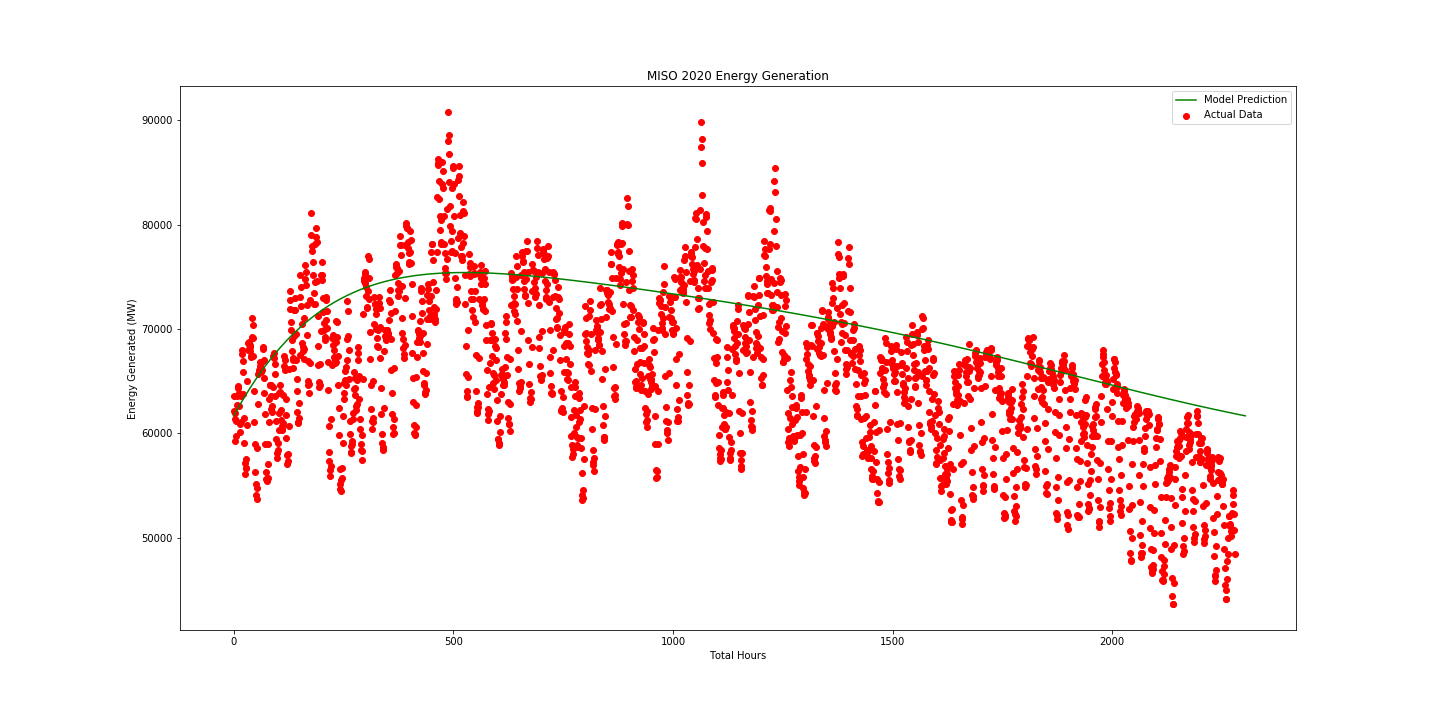 MISO 2020 Energy Generation
Model Prediction
Actual Data
Energy Generated (MW)
90000
80000
70000
60000
50000
0
500
1000
1500
2000
Total Hours